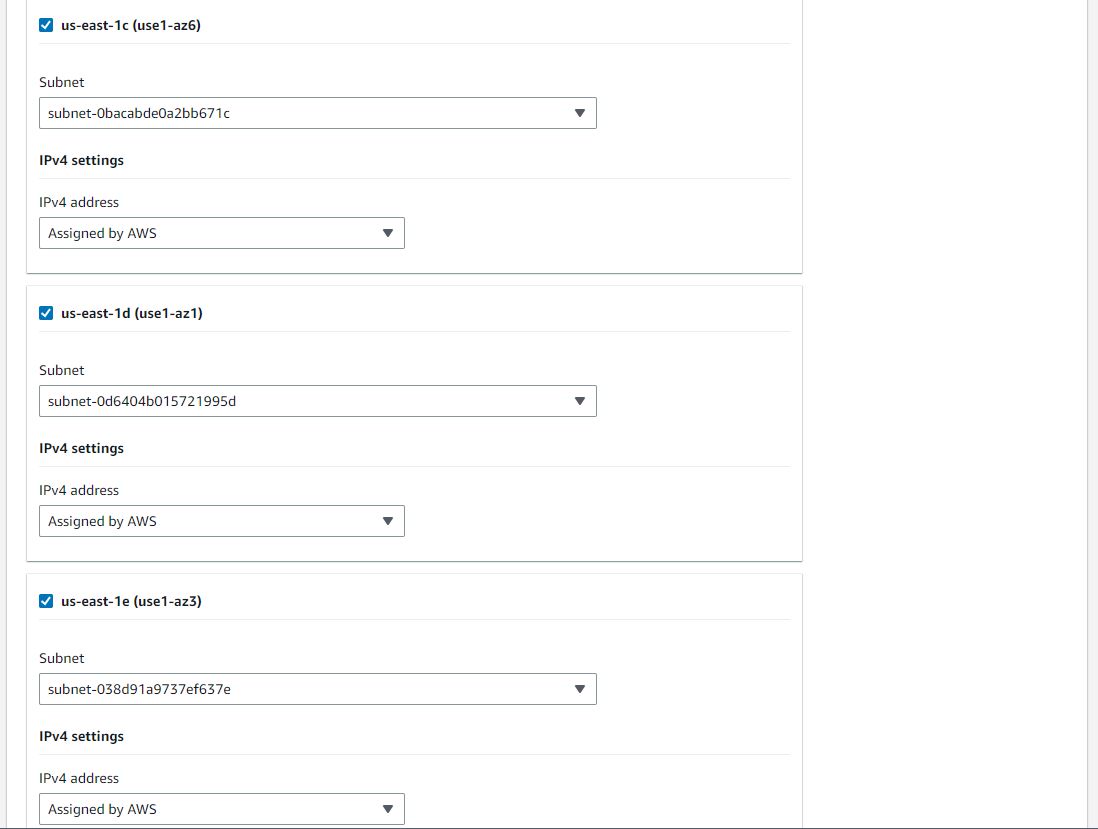 us-east-1c (use1-az6)
Subnet
subnet-0bacabde0a2bb671c
IPv4 settings
IPv4 address
Assigned by AWS
us-east-1d (use1-az1)
Subnet
subnet-0d6404b015721995d
IPv4 settings
IPv4 address
Assigned by AWS
us-east-1e (use1-az3)
Subnet
subnet-038d91a9737ef637e
IPv4 settings
IPv4 address
Assigned by AWS